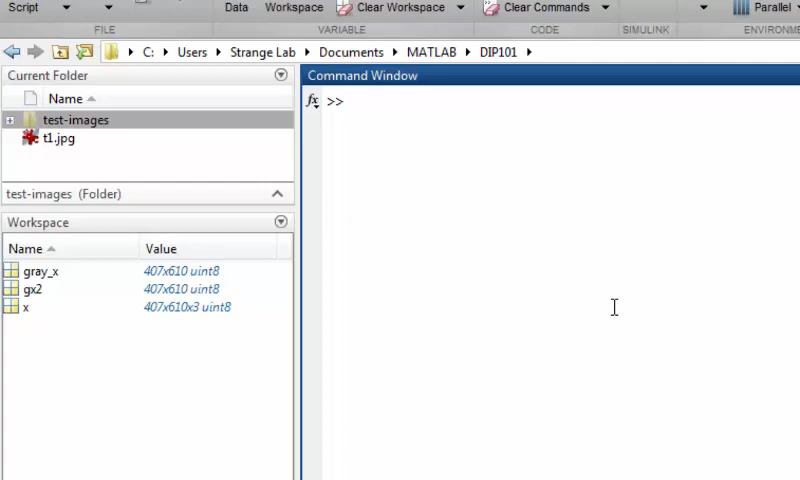 Script Data Workspace Clear Workspace Clear Commands Parallel
FILE VARIABLE CODE SIMULINK
C: Users Strange Lab Documents MATLAB DIP101
Current Folder
Name
test-images
t1.jpg
test-images (Folder)
Workspace
Name Value
gray_x 407x610 uint8
gx2 407x610 uint8
x 407x610x3 uint8
Command Window
fx >>